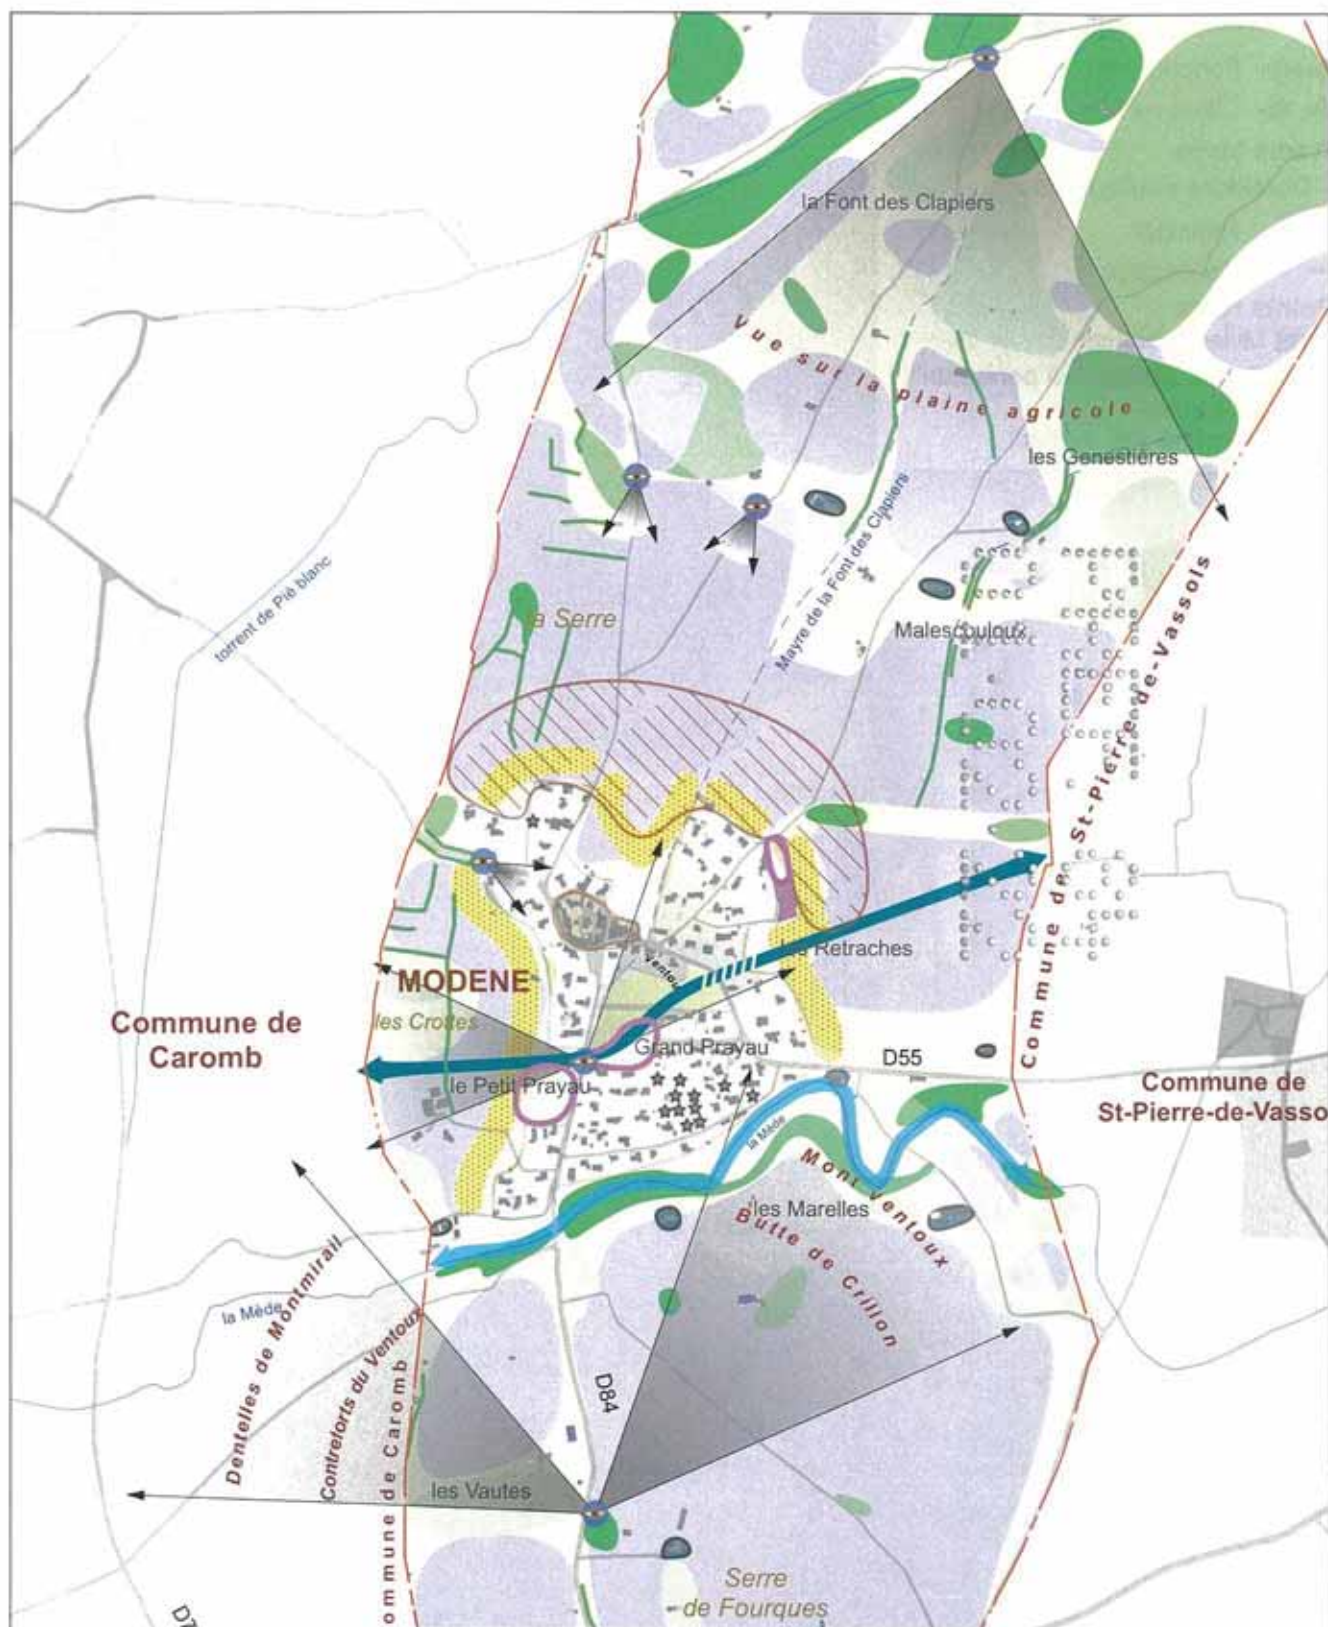 la Font des Clapiers
Vue sur la plaine agricole
les Genestières
Mayre de la Font des Clapiers
torrent de Piè blanc
la Serre
Malescouloux
Commune de St-Pierre-de-Vassols
Retraches
Ventoux
MODENE
les Crottes
Commune de
Caromb
Grand Prayau
D55
le Petit Prayau
Commune de
St-Pierre-de-Vasso
la Mède
Mont Ventoux
les Marelles
Butte de Crillon
la Mède
Dentelles de Montmirail
Contreforts du Ventoux
ommune de Caromb
D84
les Vautes
Serre
de Fourques
D7